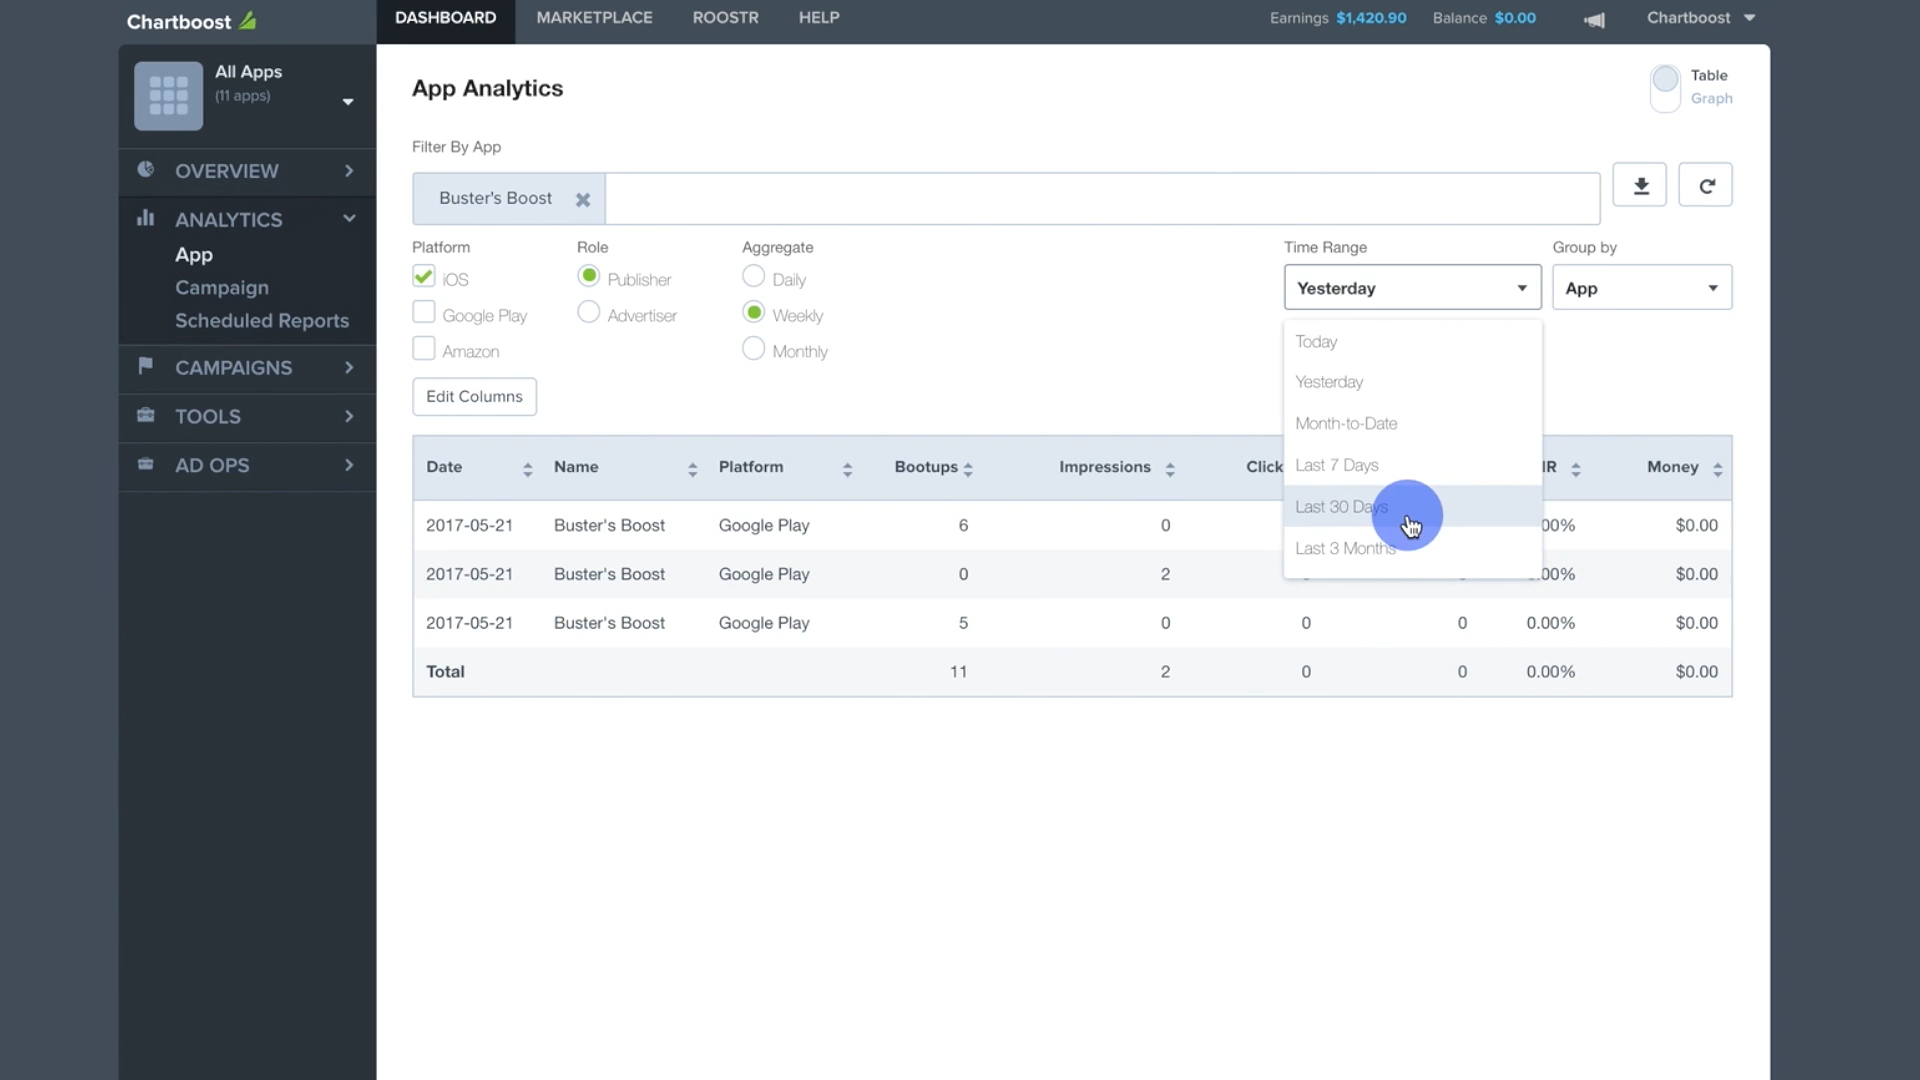 Chartboost
DASHBOARD
MARKETPLACE
ROOSTR
HELP
Earnings $1,420.90
Balance $0.00
Chartboost
All Apps
(11 apps)
OVERVIEW
ANALYTICS
App
Campaign
Scheduled Reports
CAMPAIGNS
TOOLS
AD OPS
App Analytics
Table
Graph
Filter By App
Buster's Boost
Platform
iOS
Google Play
Amazon
Role
Publisher
Advertiser
Aggregate
Daily
Weekly
Monthly
Time Range
Yesterday
Group by
App
Today
Yesterday
Month-to-Date
Last 7 Days
Last 30 Days
Last 3 Months
Edit Columns
Date Name Platform Bootups Impressions Click IR Money
2017-05-21 Buster's Boost Google Play 6 0 00% $0.00
2017-05-21 Buster's Boost Google Play 0 2 00% $0.00
2017-05-21 Buster's Boost Google Play 5 0 0 0 0.00% $0.00
Total 11 2 0 0 0.00% $0.00